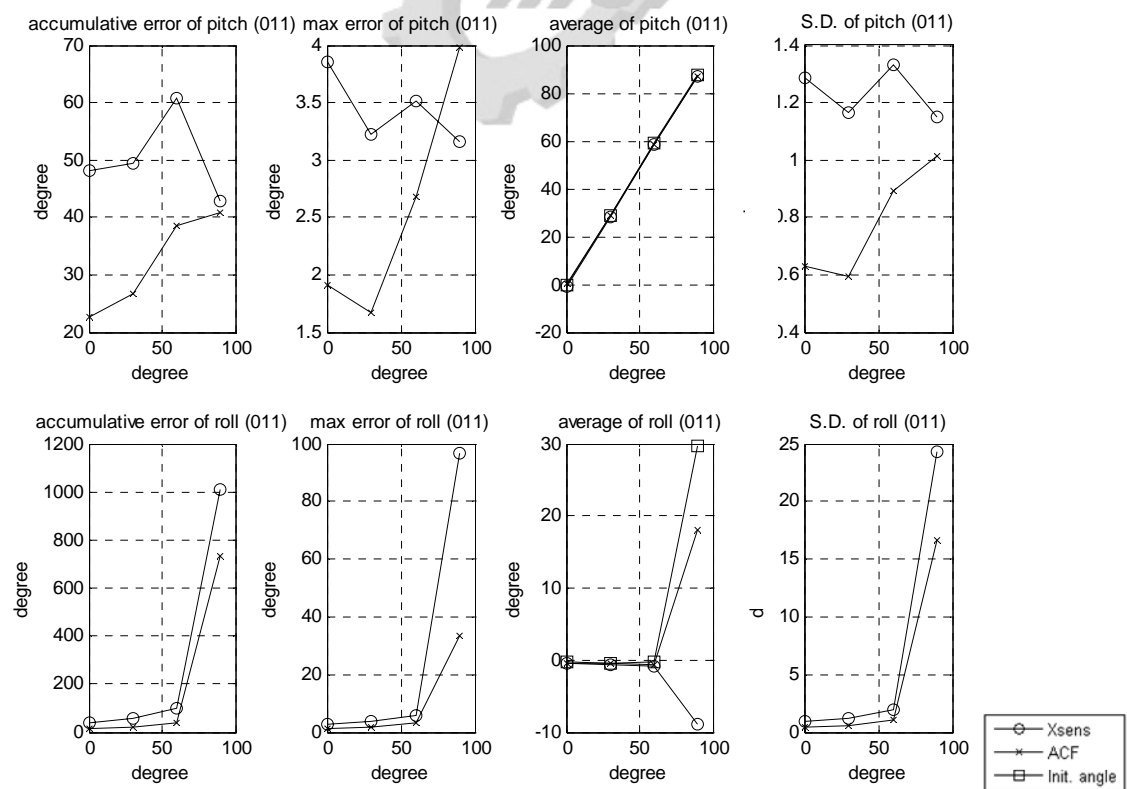 accumulative error of pitch (011)
70
60
50
40
30
20
degree
0 50 100
degree
max error of pitch (011)
4
3.5
3
2.5
2
1.5
degree
0 50 100
degree
average of pitch (011)
100
80
60
40
20
0
-20
degree
0 50 100
degree
S.D. of pitch (011)
1.4
1.2
1
0.8
0.6
).4
0 50 100
degree
accumulative error of roll (011)
1200
1000
800
600
400
200
0
degree
0 50 100
degree
max error of roll (011)
100
80
60
40
20
0
degree
0 50 100
degree
average of roll (011)
30
20
10
0
-10
degree
0 50 100
degree
S.D. of roll (011)
25
20
15
10
5
0
d
0 50 100
degree
Xsens
ACF
Init. angle